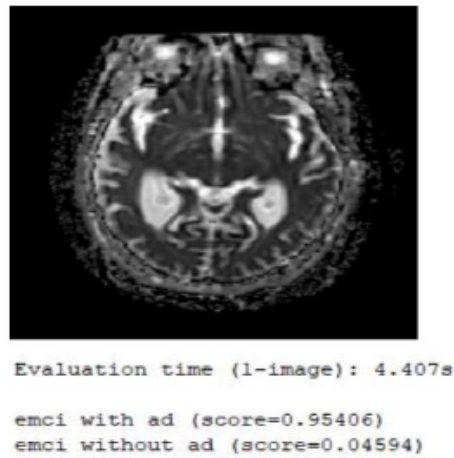 Evaluation time (1-image): 4.407s
emci with ad (score=0.95406)
emci without ad (score=0.04594)